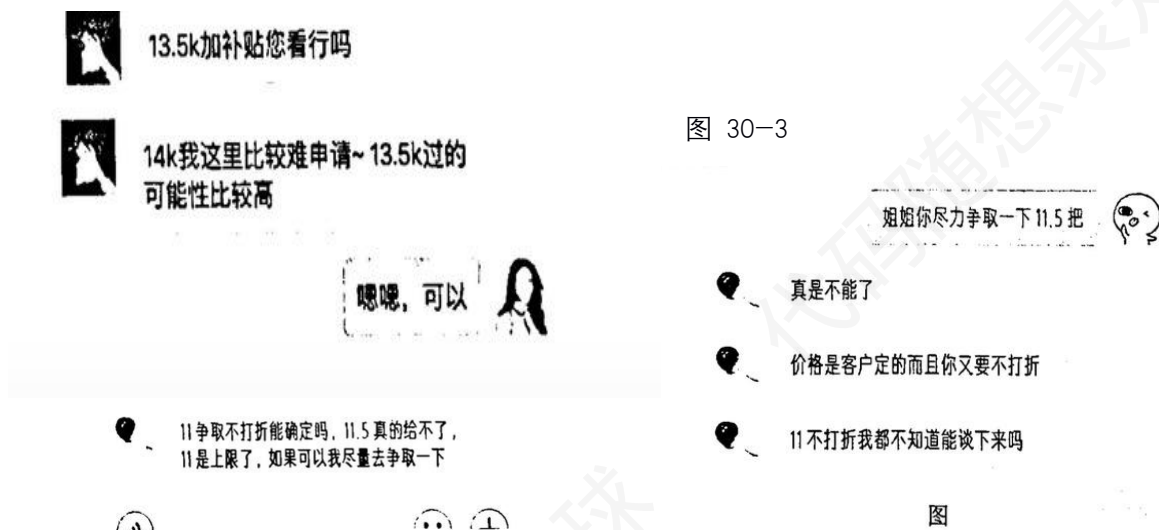 13.5k加补贴您看行吗
14k我这里比较难申请~13.5k过的
可能性比较高
嗯嗯，可以
11争取不打折能确定吗，11.5真的给不了，
11是上限了，如果可以我尽量去争取一下
图 30-3
姐姐你尽力争取一下11.5把
真是不能了
价格是客户定的而且你又要不打折
11不打折我都不知道能谈下来吗
图
代码随想录
球